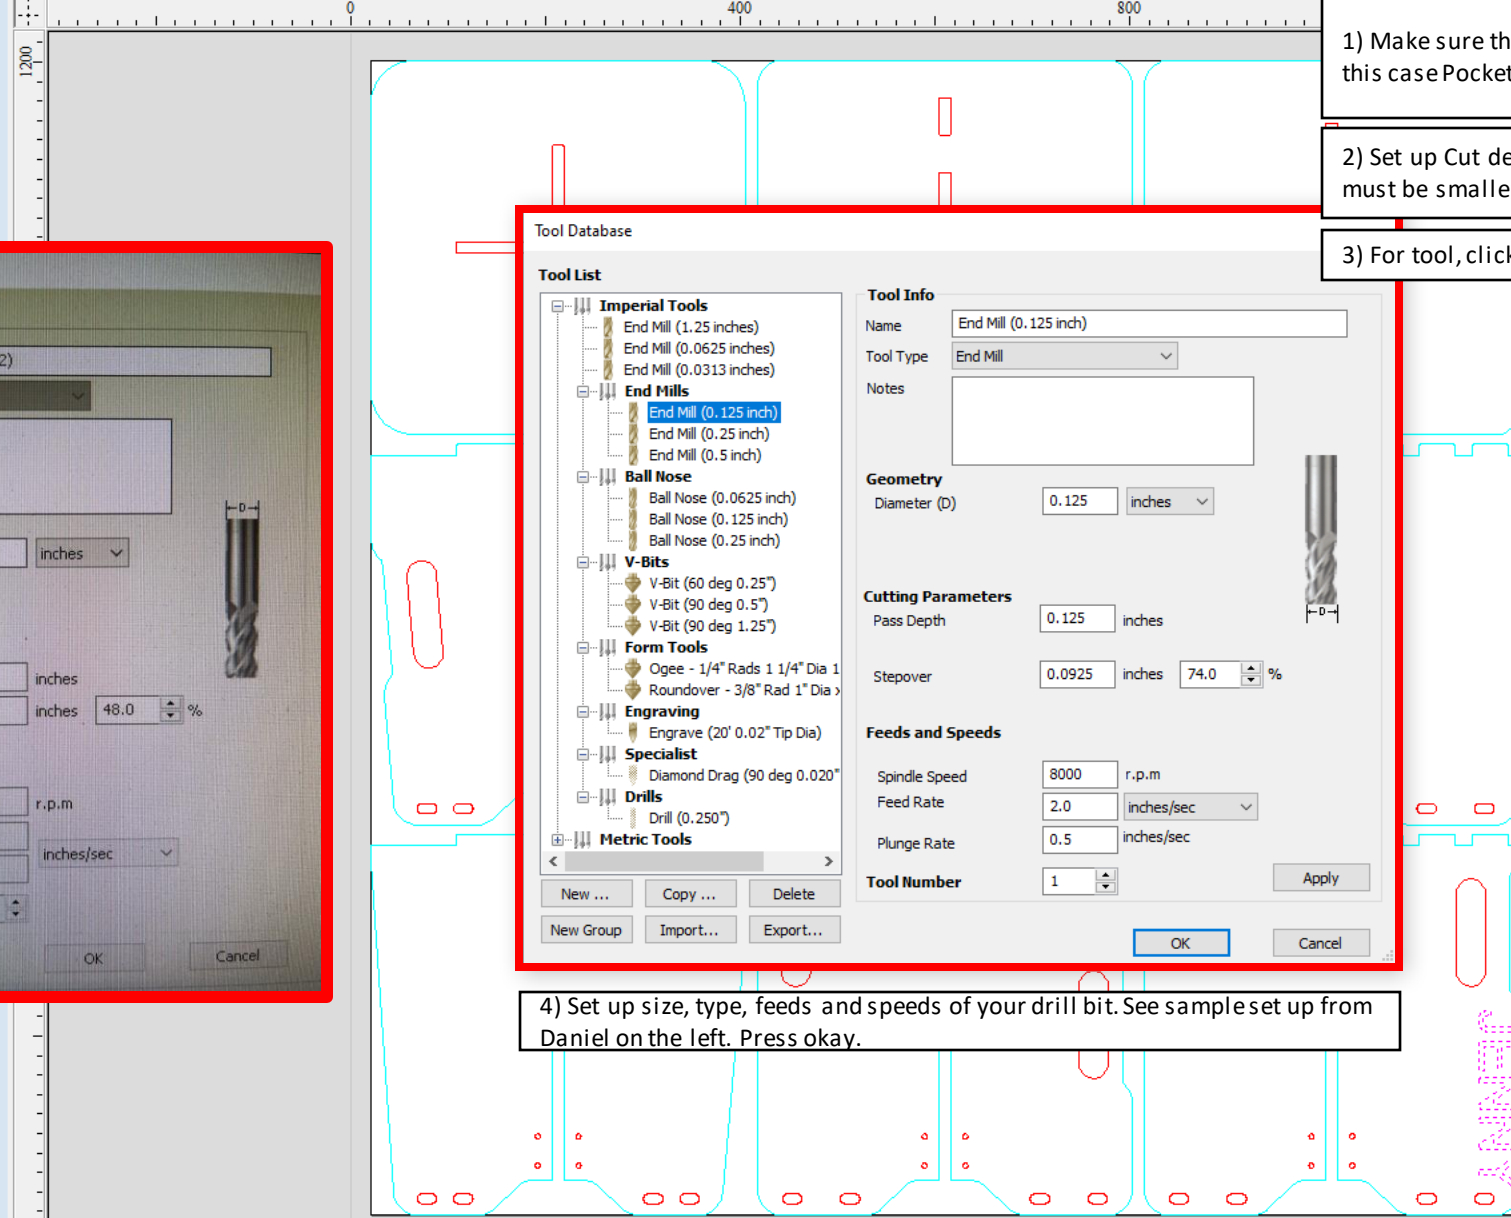 0
400
800
1200
1) Make sure th
this case Pocket
2) Set up Cut de
must be smalle
3) For tool, click
Tool Database
Tool List
Imperial Tools
End Mill (1.25 inches)
End Mill (0.0625 inches)
End Mill (0.0313 inches)
End Mills
End Mill (0.125 inch)
End Mill (0.25 inch)
End Mill (0.5 inch)
Ball Nose
Ball Nose (0.0625 inch)
Ball Nose (0.125 inch)
Ball Nose (0.25 inch)
V-Bits
V-Bit (60 deg 0.25")
V-Bit (90 deg 0.5")
V-Bit (90 deg 1.25")
Form Tools
Ogee - 1/4" Rads 1 1/4" Dia 1
Roundover - 3/8" Rad 1" Dia x
Engraving
Engrave (20' 0.02" Tip Dia)
Specialist
Diamond Drag (90 deg 0.020"
Drills
Drill (0.250")
Metric Tools
New ... Copy ... Delete
New Group Import... Export...
Tool Info
Name End Mill (0.125 inch)
Tool Type End Mill
Notes
Geometry
Diameter (D) 0.125 inches
D
Cutting Parameters
Pass Depth 0.125 inches
Stepover 0.0925 inches 74.0 %
Feeds and Speeds
Spindle Speed 8000 r.p.m
Feed Rate 2.0 inches/sec
Plunge Rate 0.5 inches/sec
Tool Number 1
Apply
OK Cancel
2)
D
inches
inches
inches 48.0 %
r.p.m
inches/sec
OK Cancel
4) Set up size, type, feeds and speeds of your drill bit. See sample set up from
Daniel on the left. Press okay.